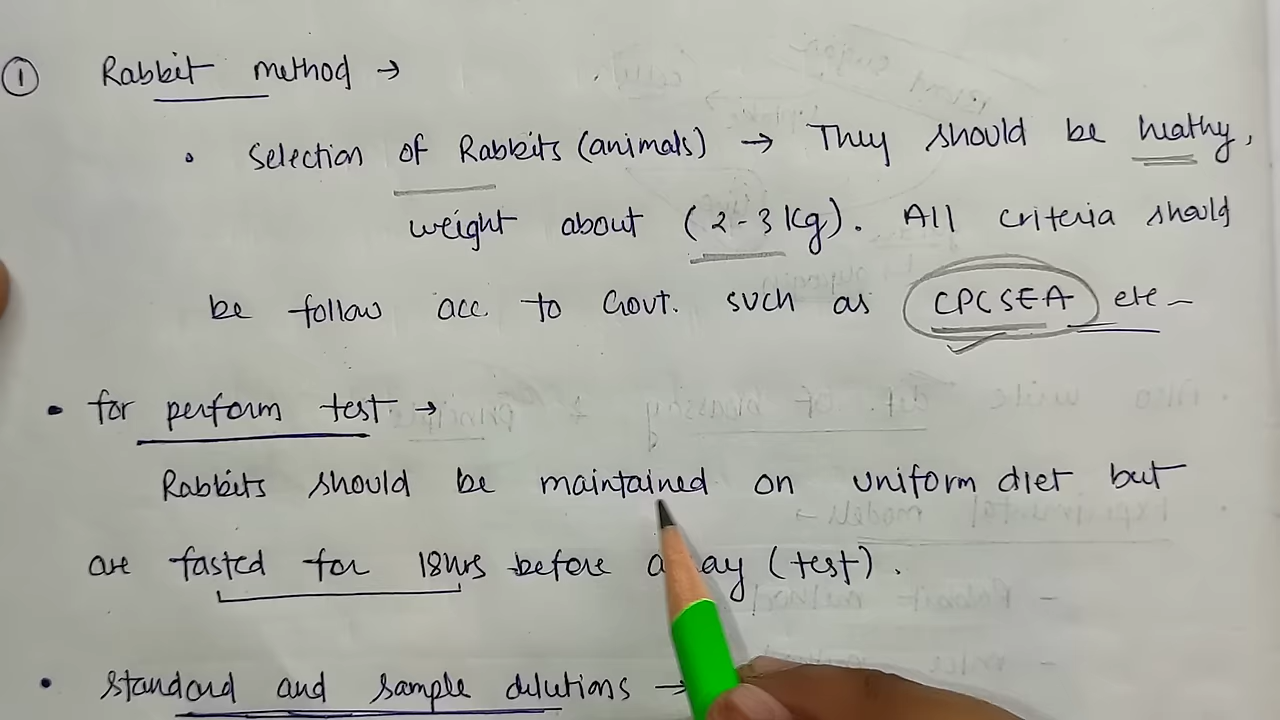 ① Rabbit method →
• Selection of Rabbits (animals) → They should be heathy,
weight about (2-3 Kg). All criteria should
be follow acc. to Govt. such as CPCSEA etc -
• for perform test →
Rabbits should be maintained on uniform diet but
are fasted for 18hrs before (test).
• standard and sample dilutions →